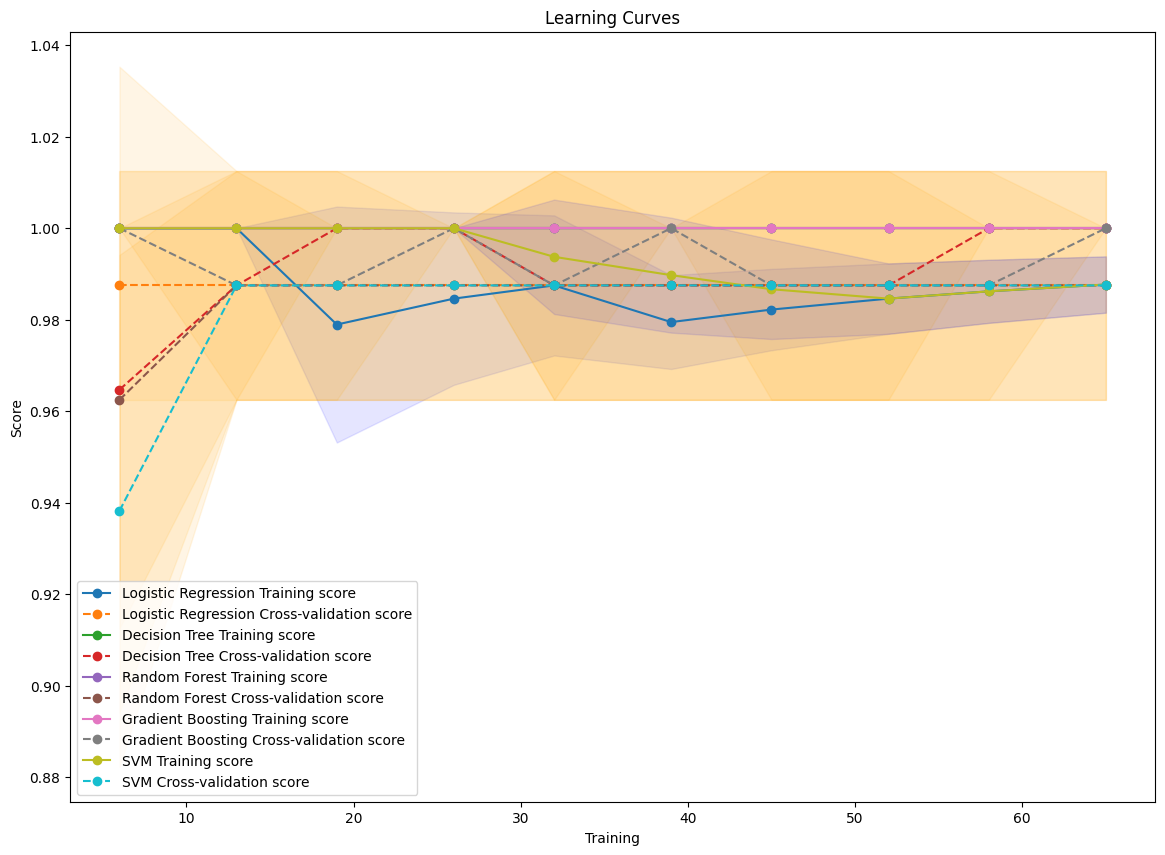 Learning Curves
1.04
1.02
1.00
0.98
0.96
0.94
0.92
0.90
0.88
Score
Logistic Regression Training score
Logistic Regression Cross-validation score
Decision Tree Training score
Decision Tree Cross-validation score
Random Forest Training score
Random Forest Cross-validation score
Gradient Boosting Training score
Gradient Boosting Cross-validation score
SVM Training score
SVM Cross-validation score
10 20 30 40 50 60
Training